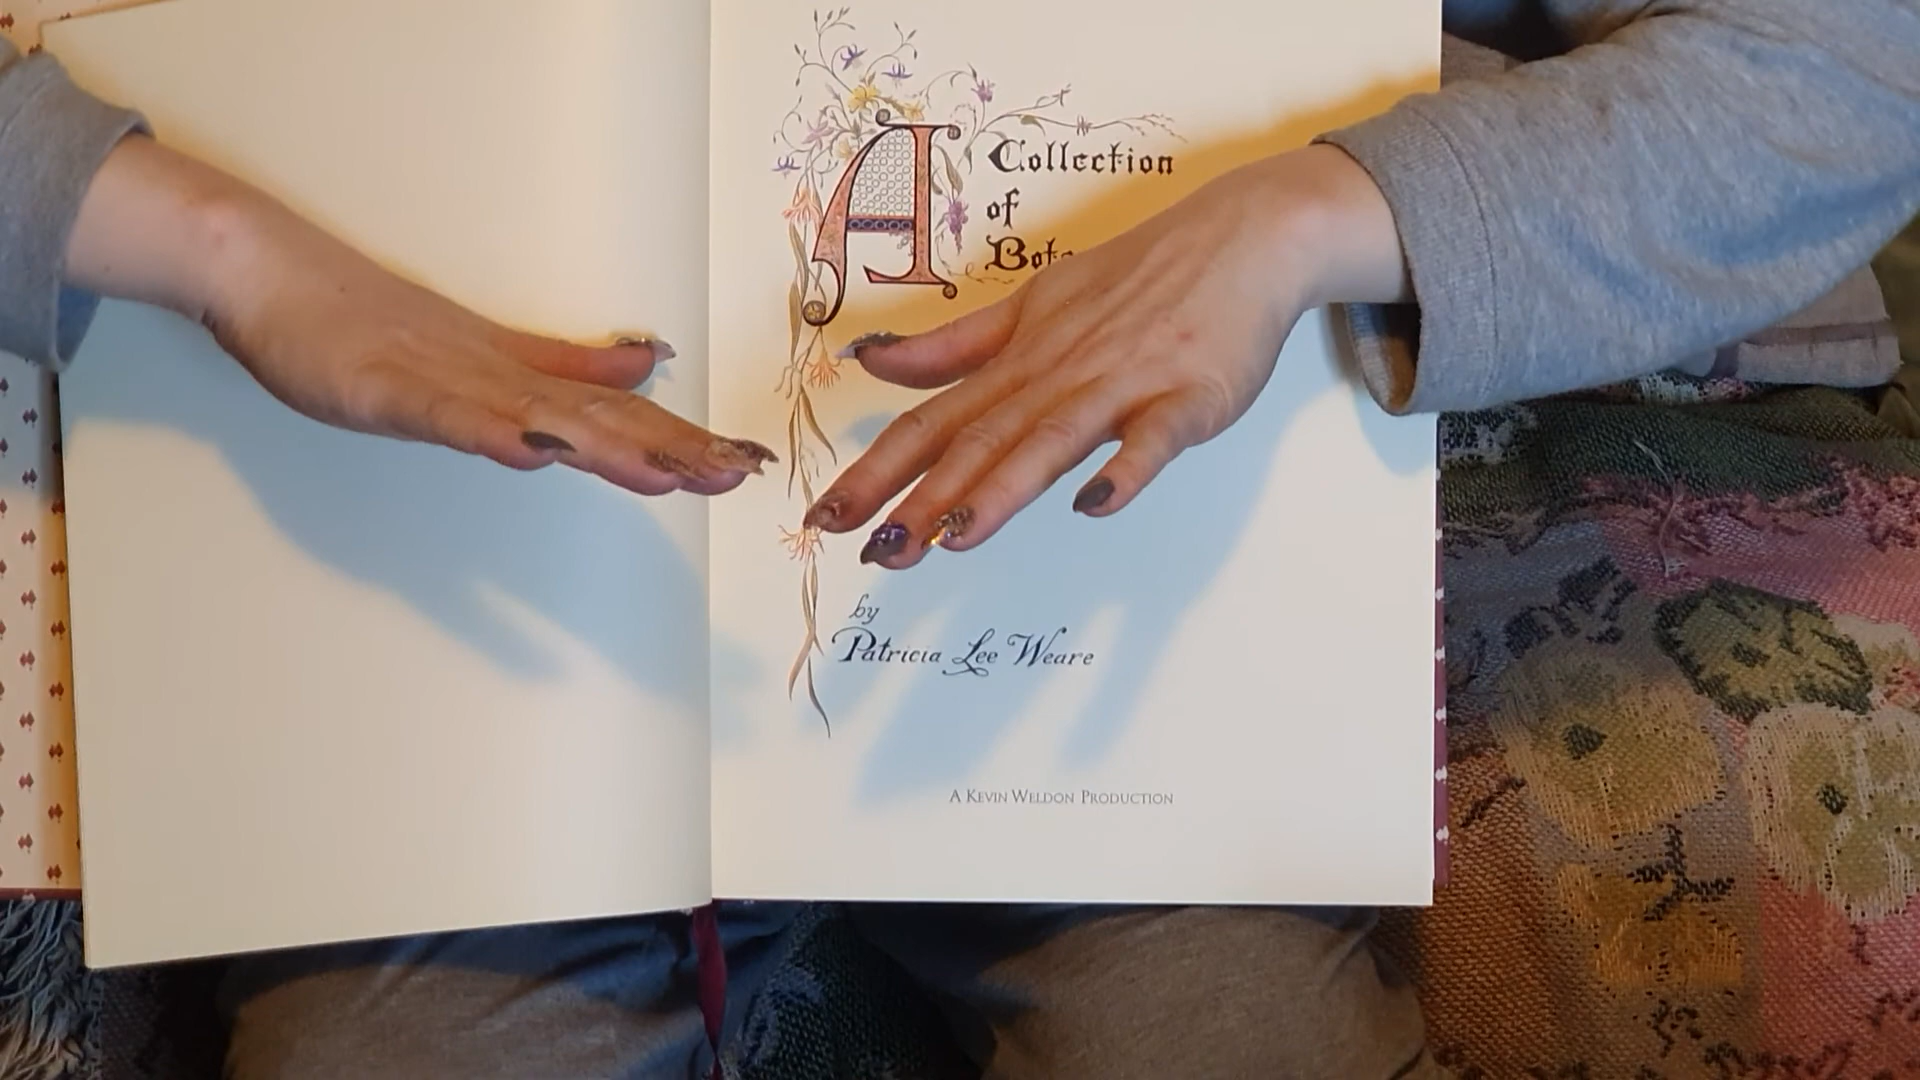 A Collection
of
by
Patricia Lee Weare
A KEVIN WELDON PRODUCTION